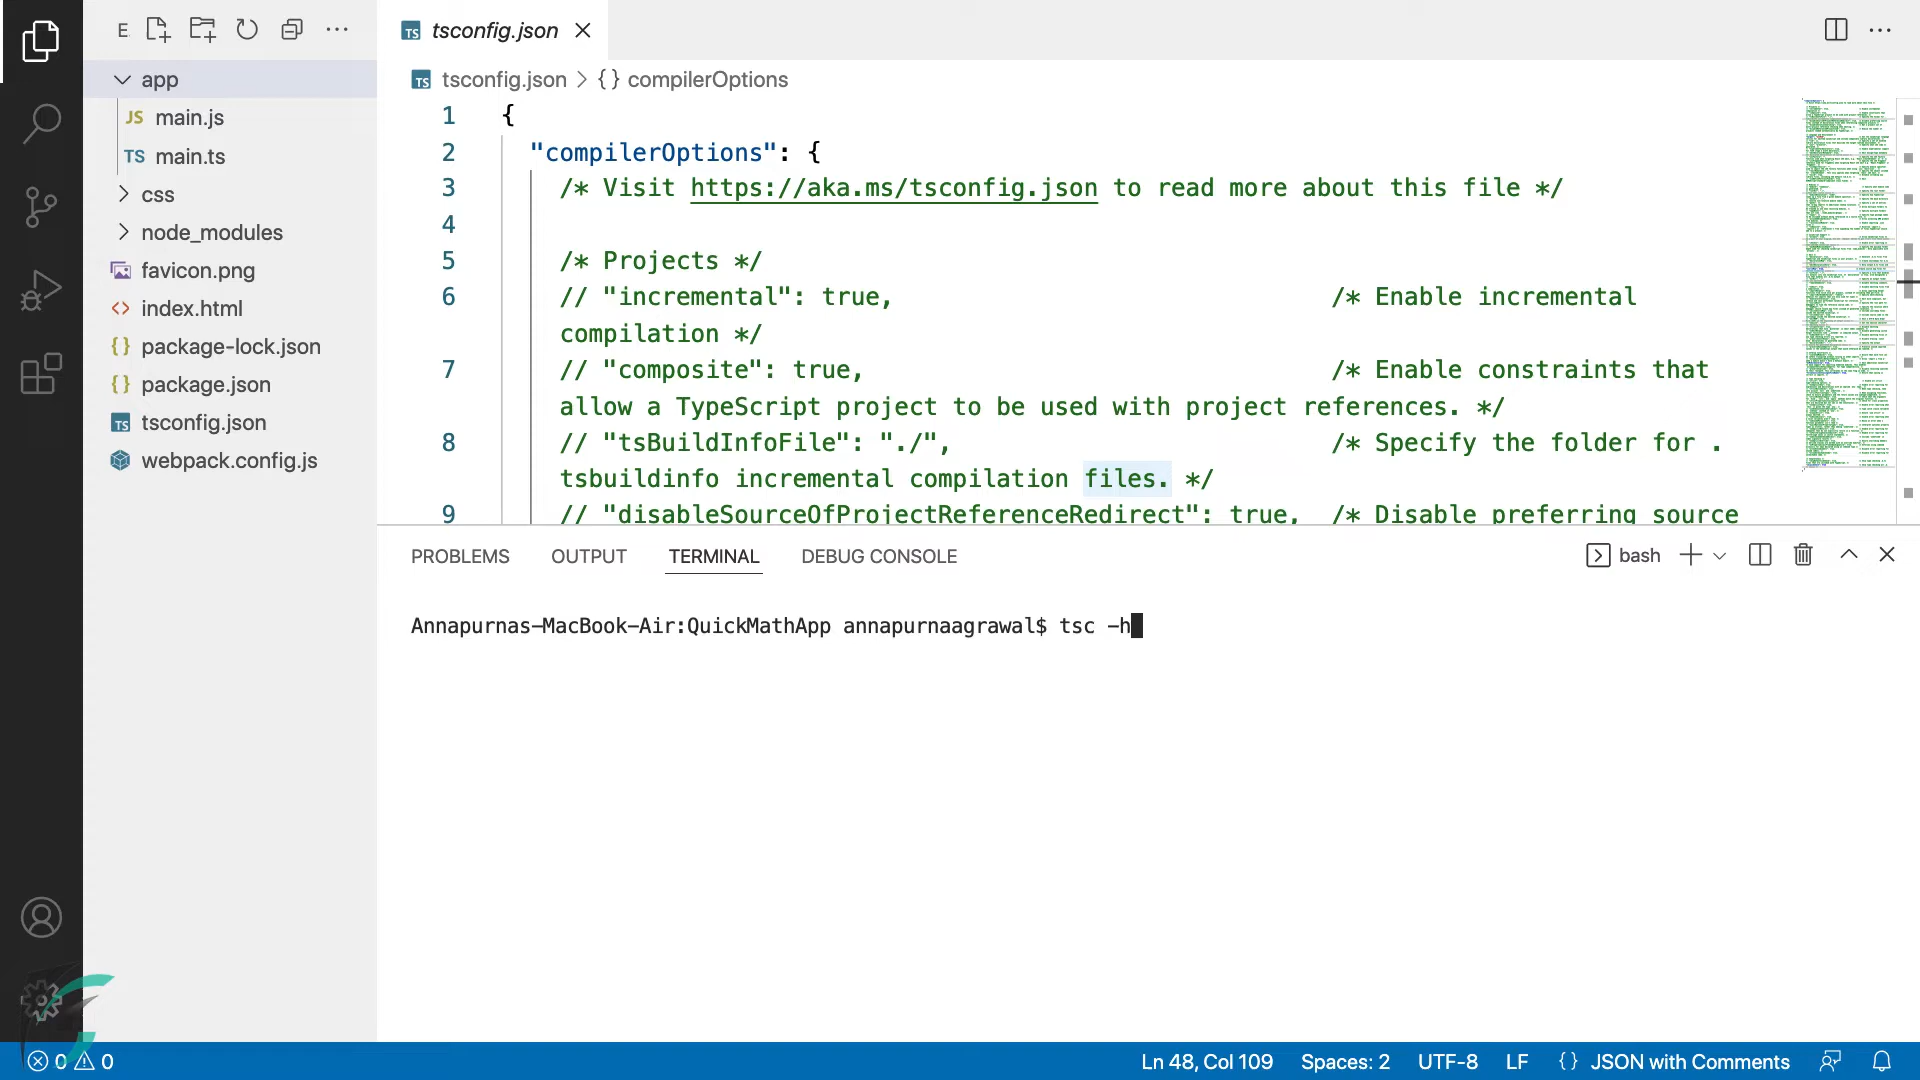 E
tsconfig.json
app
JS main.js
TS main.ts
css
node_modules
favicon.png
index.html
{} package-lock.json
{} package.json
TS tsconfig.json
webpack.config.js
TS tsconfig.json > {} compilerOptions
1 {
2 "compilerOptions": {
3 /* Visit https://aka.ms/tsconfig.json to read more about this file */
4
5 /* Projects */
6 // "incremental": true, /* Enable incremental
compilation */
7 // "composite": true, /* Enable constraints that
allow a TypeScript project to be used with project references. */
8 // "tsBuildInfoFile": "./", /* Specify the folder for .
tsbuildinfo incremental compilation files. */
9 // "disableSourceOfProjectReferenceRedirect": true, /* Disable preferring source
PROBLEMS OUTPUT TERMINAL DEBUG CONSOLE
bash
Annapurnas-MacBook-Air:QuickMathApp annapurnaagrawal$ tsc -h
0 0
Ln 48, Col 109 Spaces: 2 UTF-8 LF {} JSON with Comments